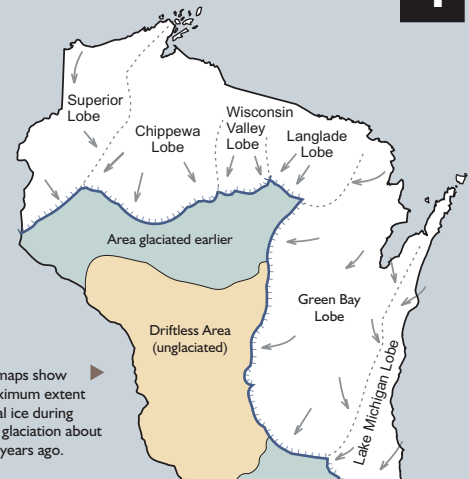 Superior
Lobe
Chippewa
Lobe
Wisconsin
Valley
Lobe
Langlade
Lobe
Area glaciated earlier
Green Bay
Lobe
Driftless Area
(unglaciated)
Lake Michigan Lobe
maps show
ximum extent
al ice during
glaciation about
years ago.